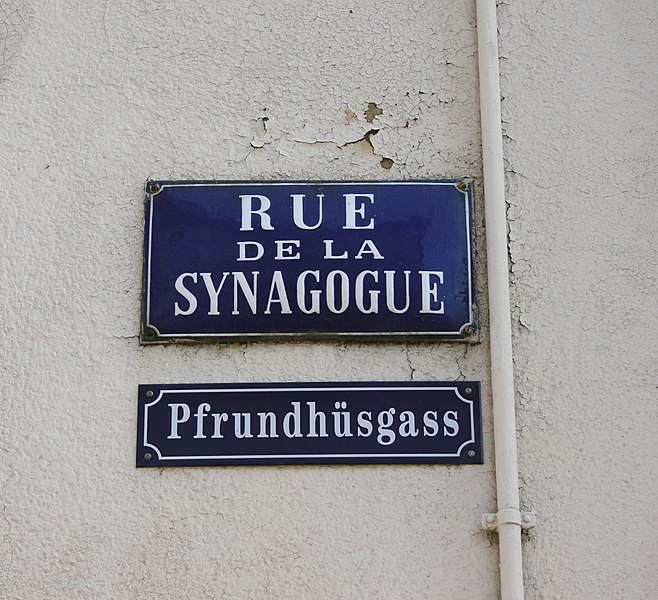 RUE
DE LA
SYNAGOGUE
Pfrundhüsgass